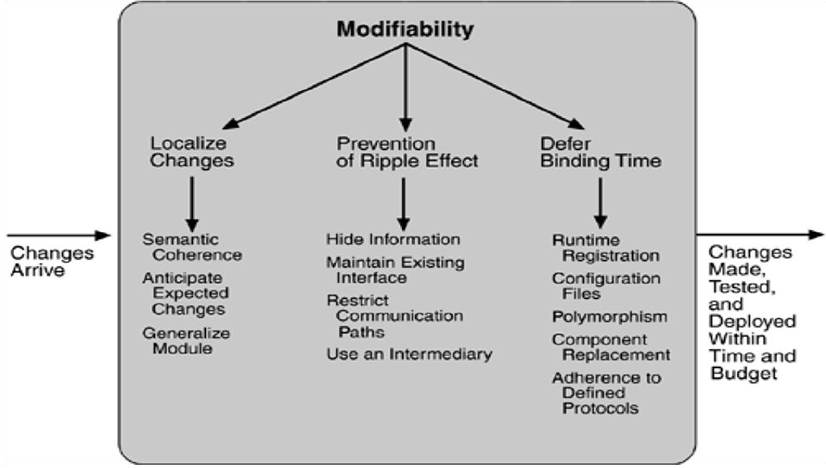 Modifiability
Localize
Changes
Prevention
of Ripple Effect
Defer
Binding Time
Changes
Arrive
Semantic
Coherence
Anticipate
Expected
Changes
Generalize
Module
Hide Information
Maintain Existing
Interface
Restrict
Communication
Paths
Use an Intermediary
Runtime
Registration
Configuration
Files
Polymorphism
Component
Replacement
Adherence to
Defined
Protocols
Changes
Made,
Tested,
and
Deployed
Within
Time and
Budget